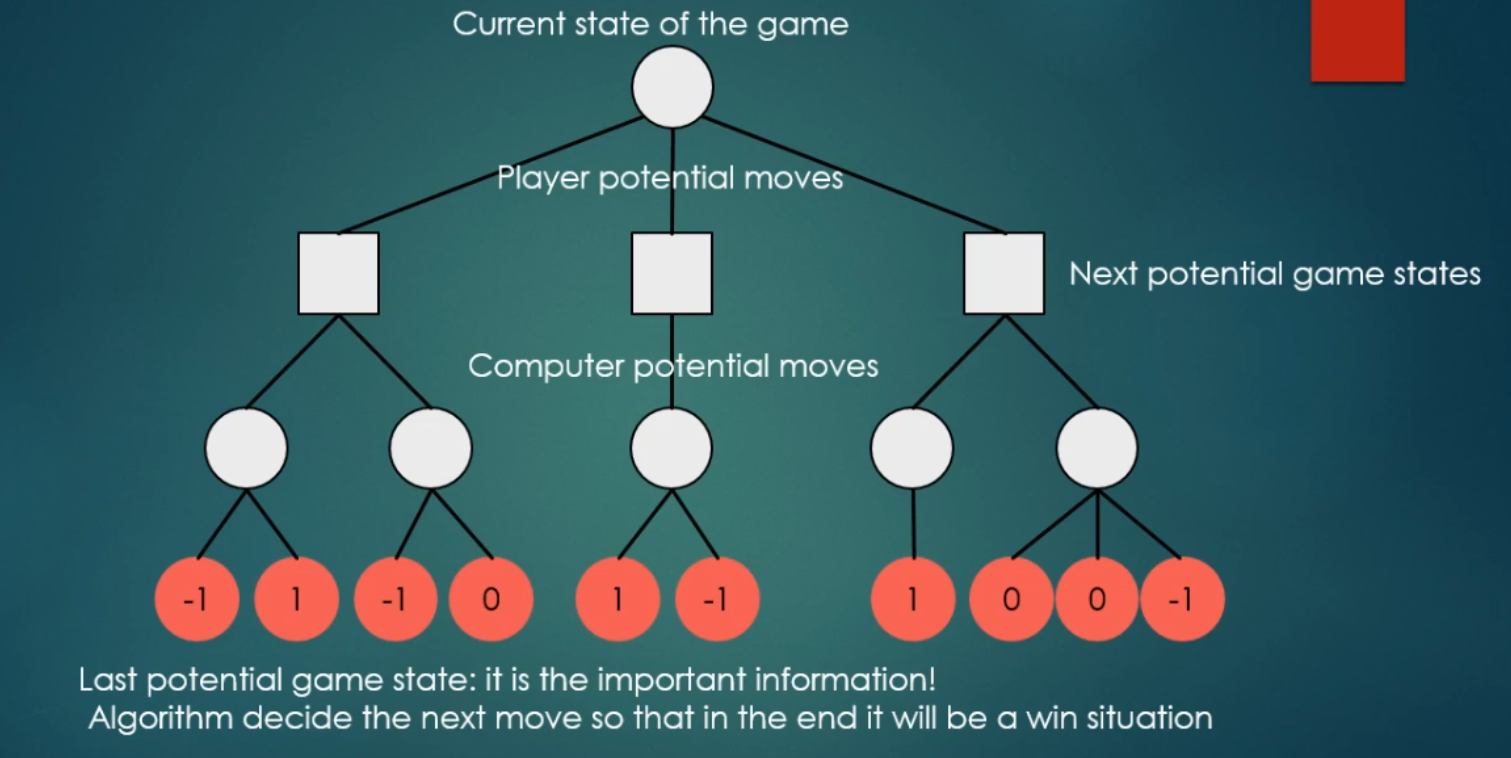 Current state of the game
Player potential moves
Next potential game states
Computer potential moves
-1 1 -1 0 1 -1 1 0 0 -1
Last potential game state: it is the important information!
Algorithm decide the next move so that in the end it will be a win situation